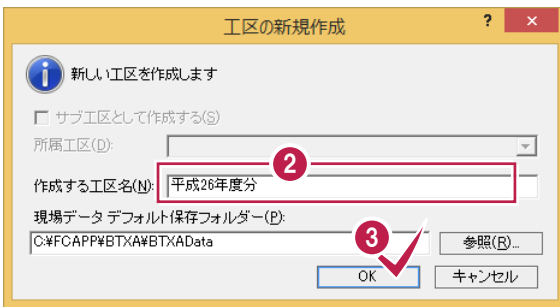 工区の新規作成
? ×
新しい工区を作成します
サブ工区として作成する(S)
所属工区(D):
2
作成する工区名(N): 平成26年度分
現場データ デフォルト保存フォルダー(P):
3
C:¥FCAPP¥BTXA¥BTXAData 参照(R)...
OK キャンセル